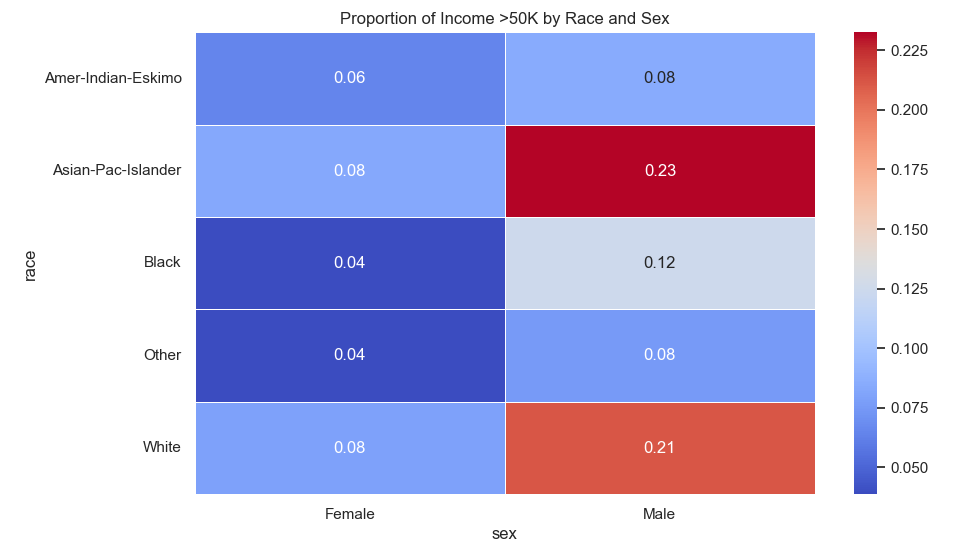 Proportion of Income >50K by Race and Sex
Amer-Indian-Eskimo 0.06 0.08
Asian-Pac-Islander 0.08 0.23
Black 0.04 0.12
Other 0.04 0.08
White 0.08 0.21
race
Female Male
sex
0.225
0.200
0.175
0.150
0.125
0.100
0.075
0.050